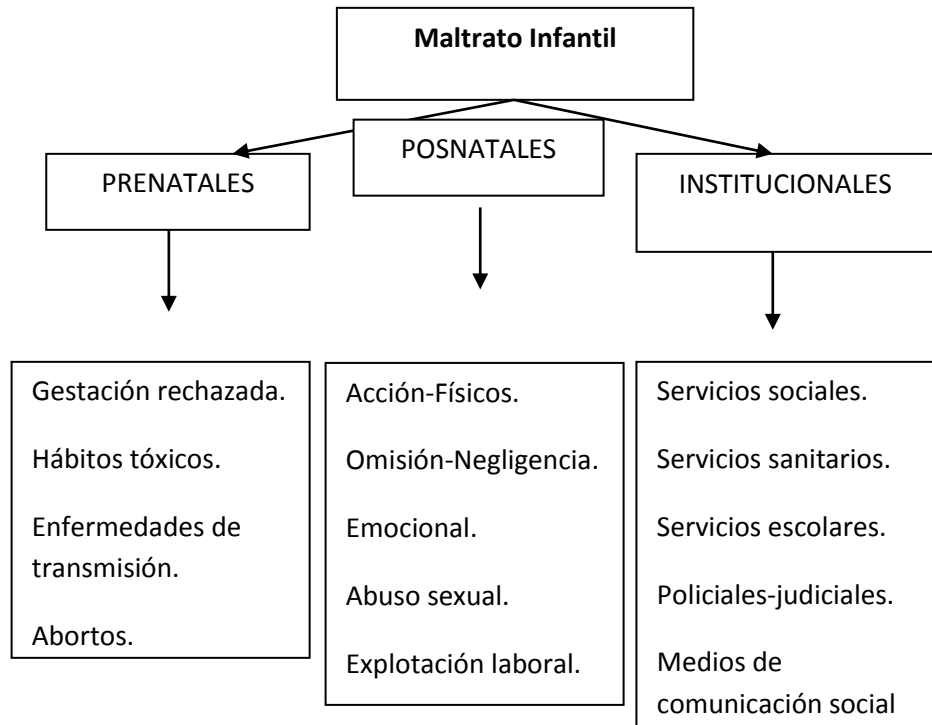 Maltrato Infantil
PRENATALES
POSNATALES
INSTITUCIONALES
Gestación rechazada.
Hábitos tóxicos.
Enfermedades de
transmisión.
Abortos.
Acción-Físicos.
Omisión-Negligencia.
Emocional.
Abuso sexual.
Explotación laboral.
Servicios sociales.
Servicios sanitarios.
Servicios escolares.
Policiales-judiciales.
Medios de
comunicación social